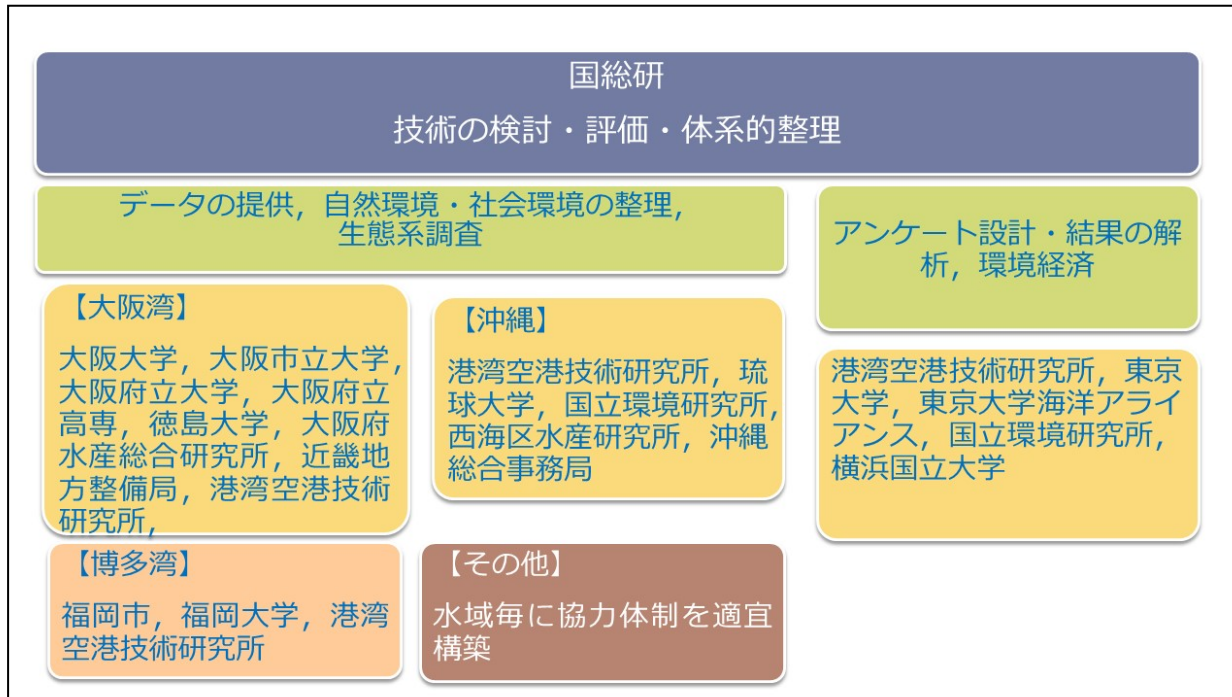 国総研
技術の検討・評価・体系的整理
データの提供，自然環境・社会環境の整理，
生態系調査
アンケート設計・結果の解
析，環境経済
【大阪湾】
大阪大学，大阪市立大学，
大阪府立大学，大阪府立
高専，徳島大学，大阪府
水産総合研究所，近畿地
方整備局，港湾空港技術
研究所，
【沖縄】
港湾空港技術研究所，琉
球大学，国立環境研究所，
西海区水産研究所，沖縄
総合事務局
港湾空港技術研究所，東京
大学，東京大学海洋アライ
アンス，国立環境研究所，
横浜国立大学
【博多湾】
福岡市，福岡大学，港湾
空港技術研究所
【その他】
水域毎に協力体制を適宜
構築